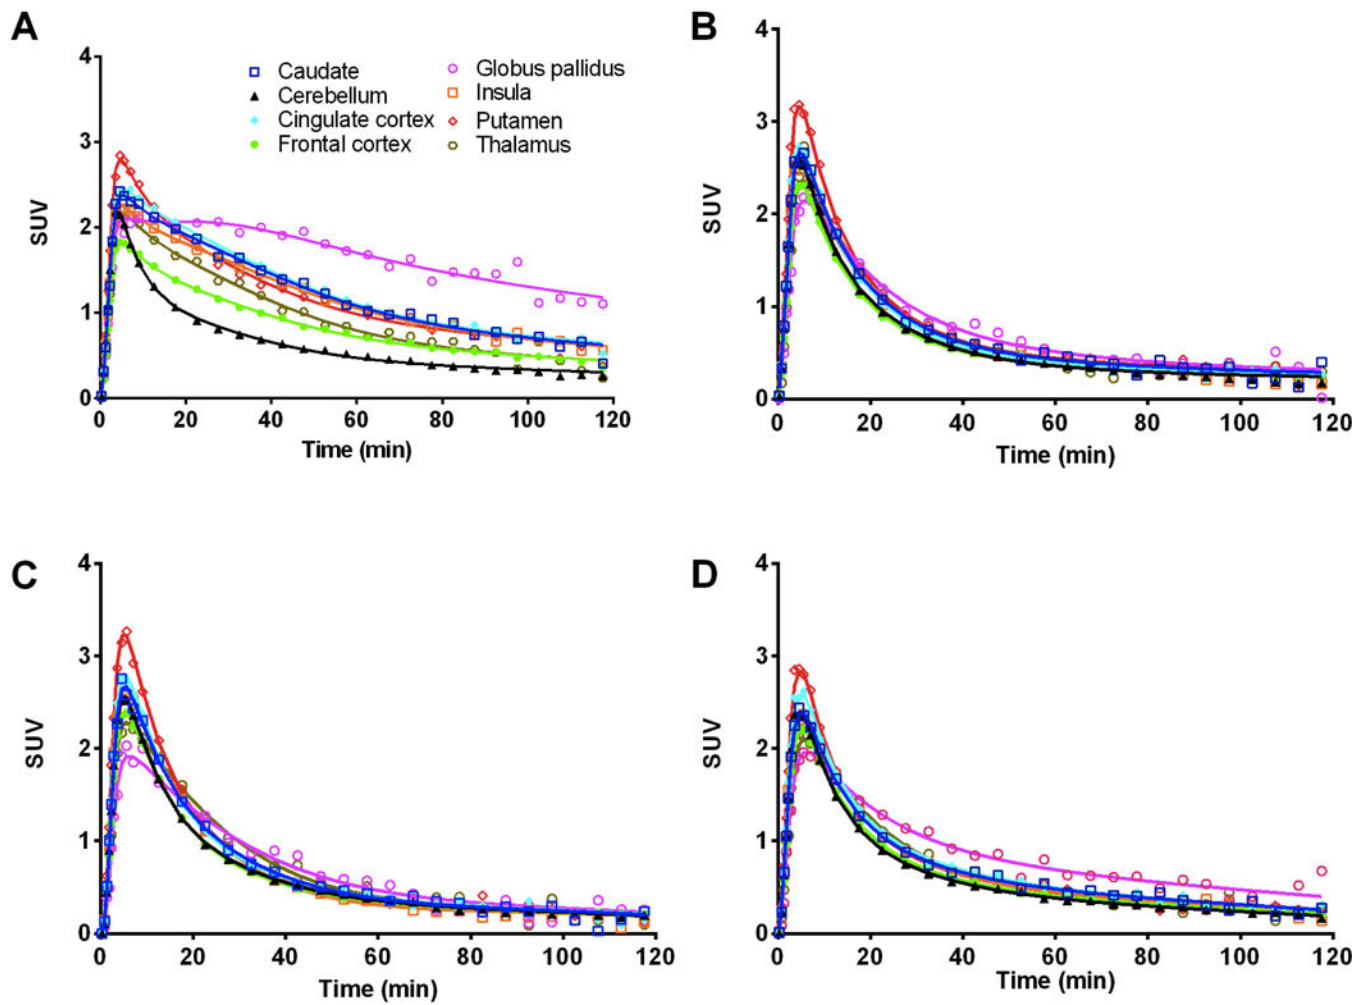 A
4
3
2
1
0
SUV
0 20 40 60 80 100 120
Time (min)
Caudate
Cerebellum
Cingulate cortex
Frontal cortex
Globus pallidus
Insula
Putamen
Thalamus
B
4
3
2
1
0
SUV
0 20 40 60 80 100 120
Time (min)
C
4
3
2
1
0
SUV
0 20 40 60 80 100 120
Time (min)
D
4
3
2
1
0
SUV
0 20 40 60 80 100 120
Time (min)